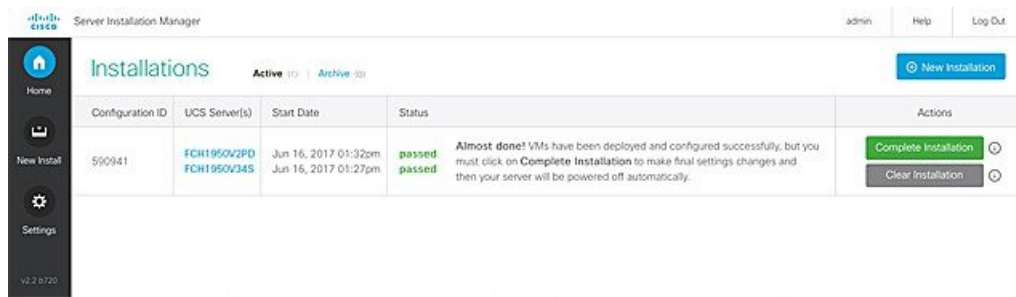 CISCO
Server Installation Manager
admin
Help
Log Out
Home
New Install
Settings
v2.2 b720
Installations
Active (1) | Archive (0)
New Installation
Configuration ID
UCS Server(s)
Start Date
Status
Actions
590941
FCH1950V2PD
FCH1950V34S
Jun 16, 2017 01:32pm
Jun 16, 2017 01:27pm
passed
passed
Almost done! VMs have been deployed and configured successfully, but you
must click on Complete Installation to make final settings changes and
then your server will be powered off automatically.
Complete Installation
Clear Installation